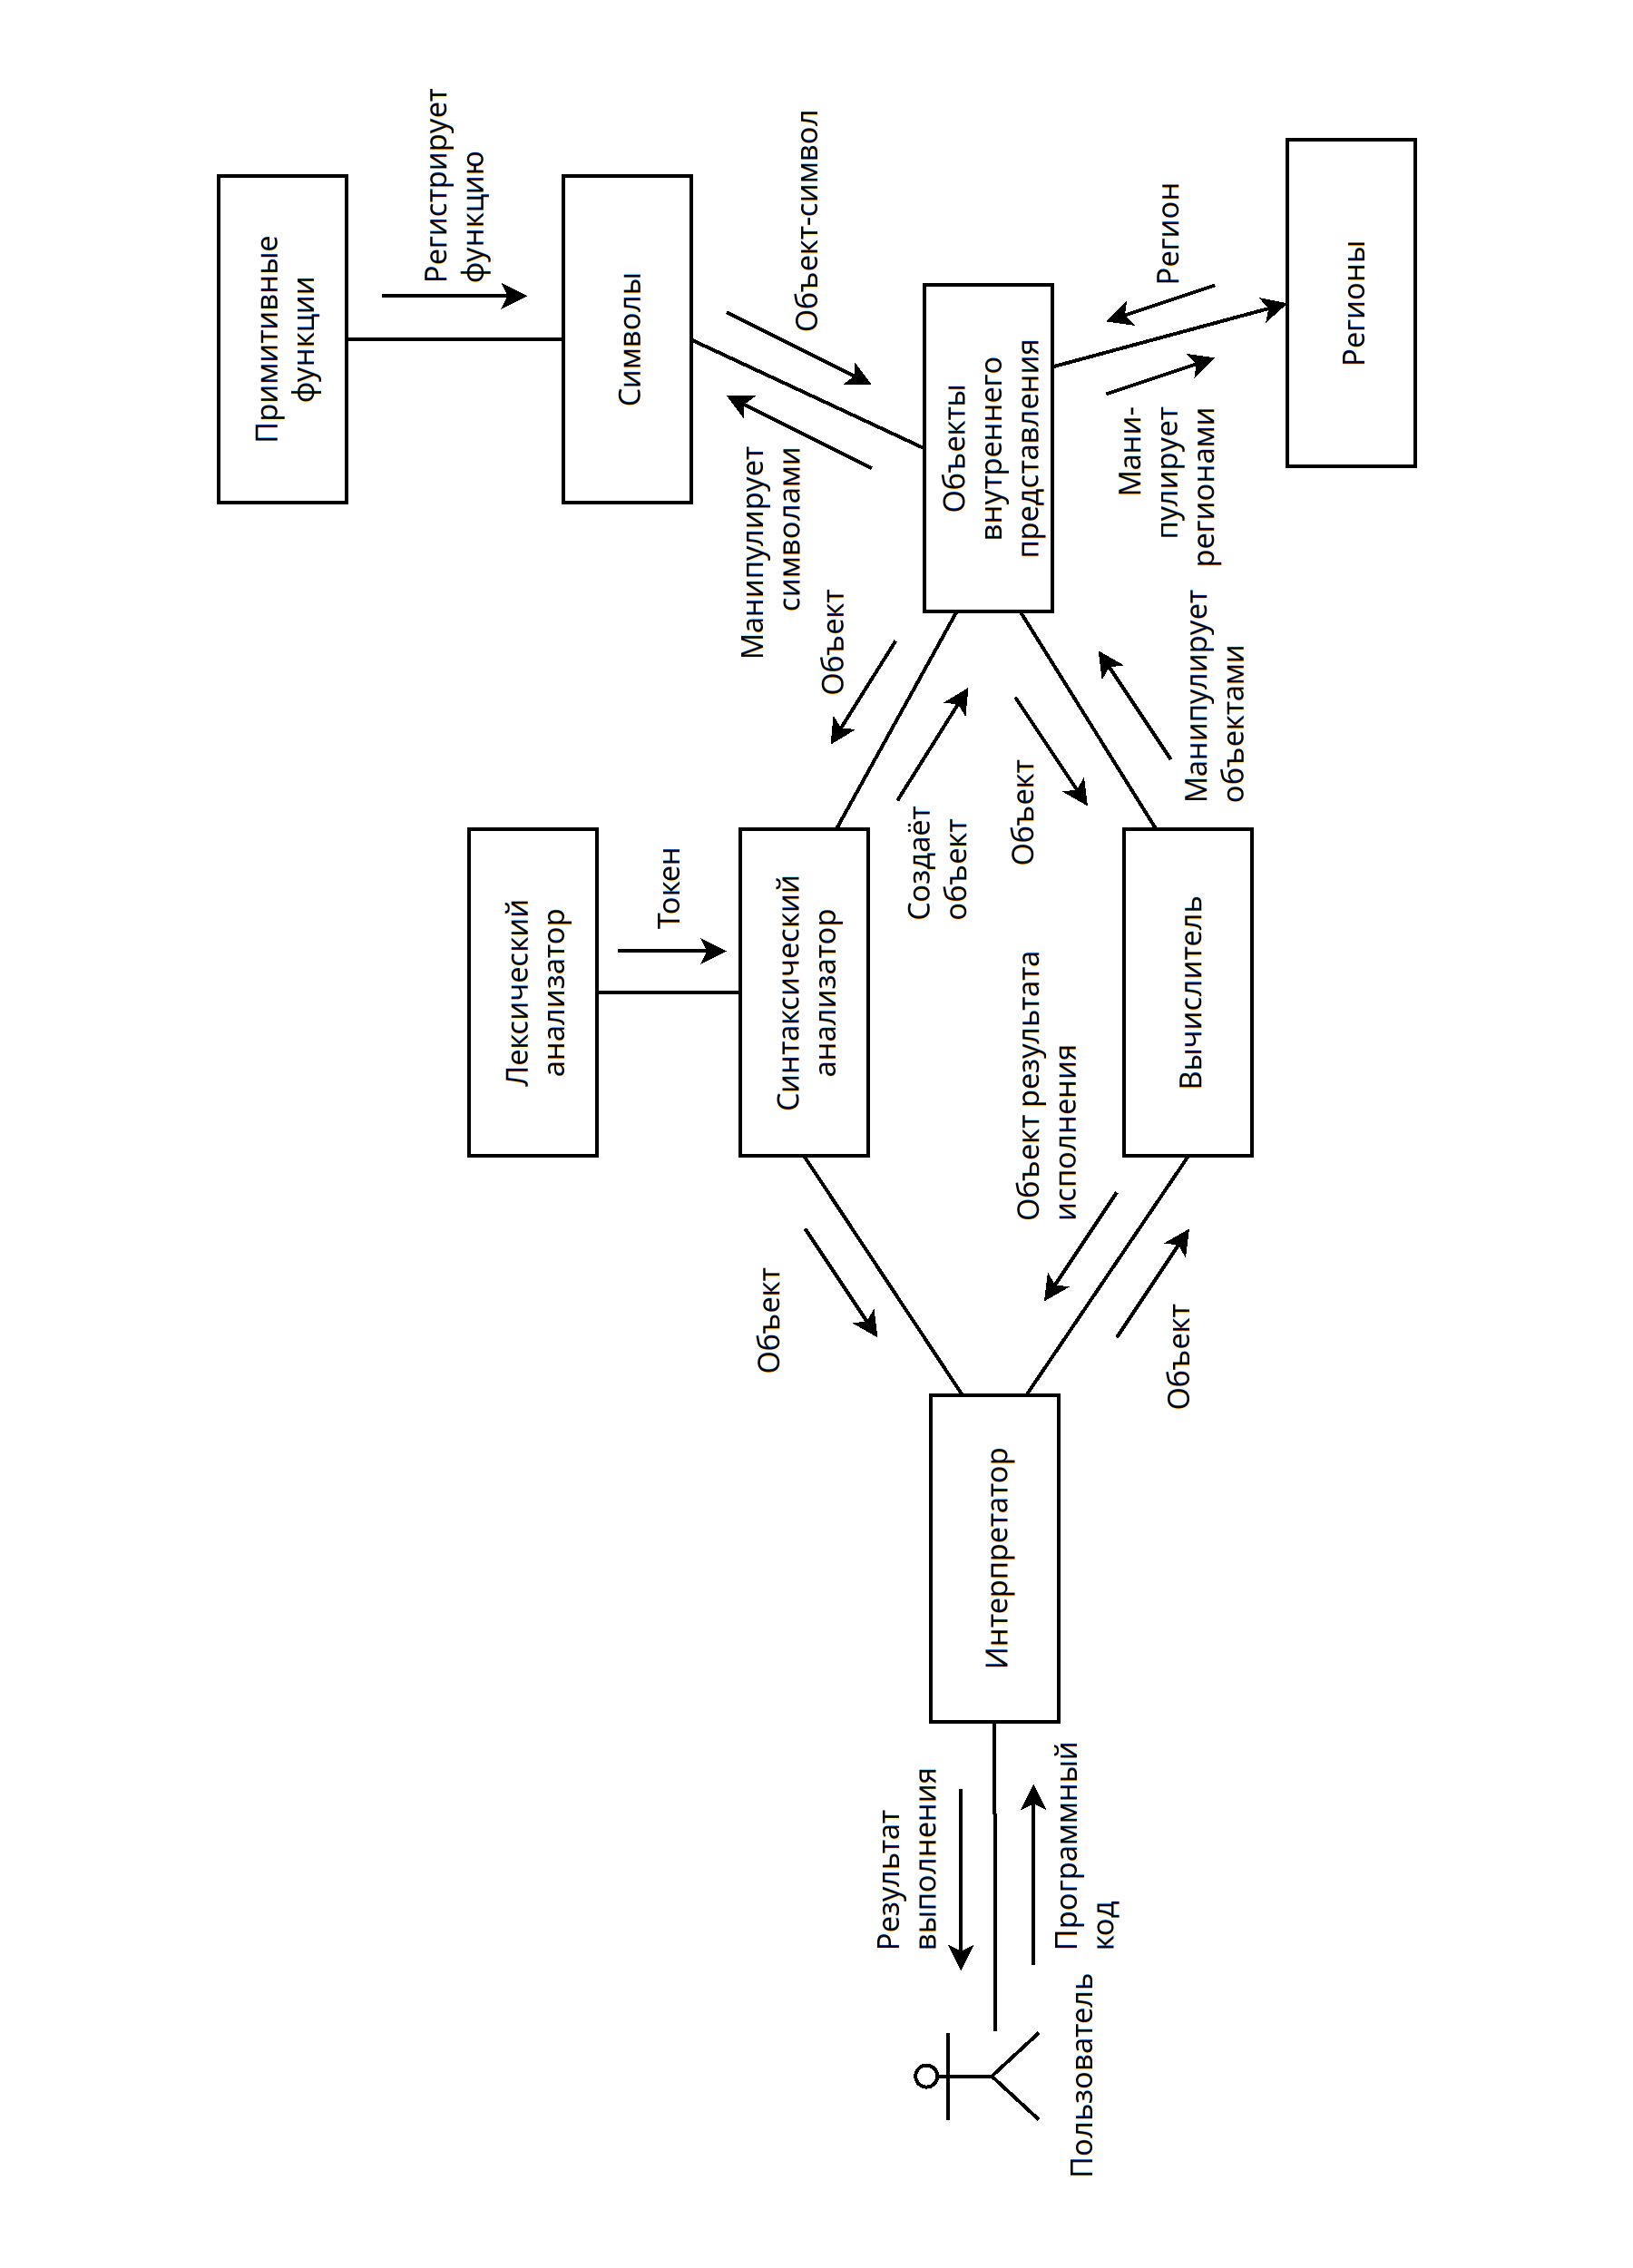 Примитивные
функции
Регистрирует
функцию
Символы
Объект-символ
Манипулирует
символами
Лексический
анализатор
Токен
Синтаксический
анализатор
Объект
Создаёт
объект
Объекты
внутреннего
представления
Регион
Мани-
пулирует
регионами
Регионы
Объект
Манипулирует
объектами
Вычислитель
Объект результата
исполнения
Объект
Объект
Интерпретатор
Результат
выполнения
Программный
код
Пользователь